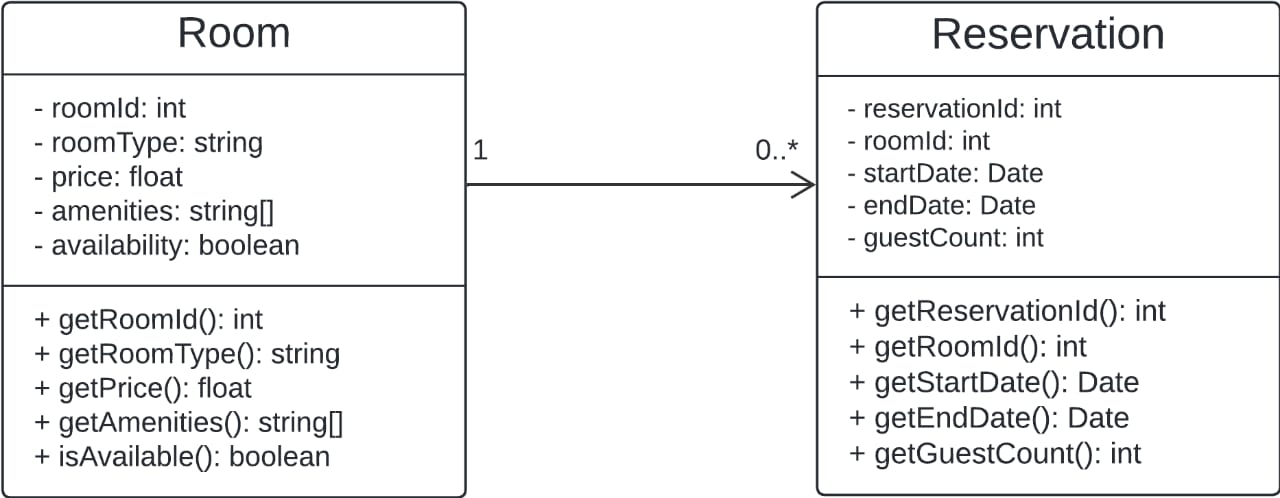 Room
- roomId: int
- roomType: string
- price: float
- amenities: string[]
- availability: boolean
+ getRoomId(): int
+ getRoomType(): string
+ getPrice(): float
+ getAmenities(): string[]
+ isAvailable(): boolean
1
0..*
Reservation
- reservationId: int
- roomId: int
- startDate: Date
- endDate: Date
- guestCount: int
+ getReservationId(): int
+ getRoomId(): int
+ getStartDate(): Date
+ getEndDate(): Date
+ getGuestCount(): int